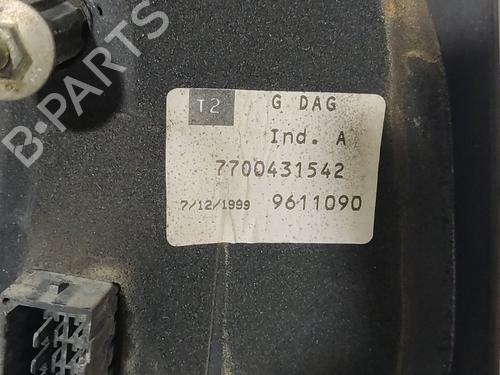 T2 G DAG
Ind. A
7700431542
7/12/1999 9611090
B-PARTS